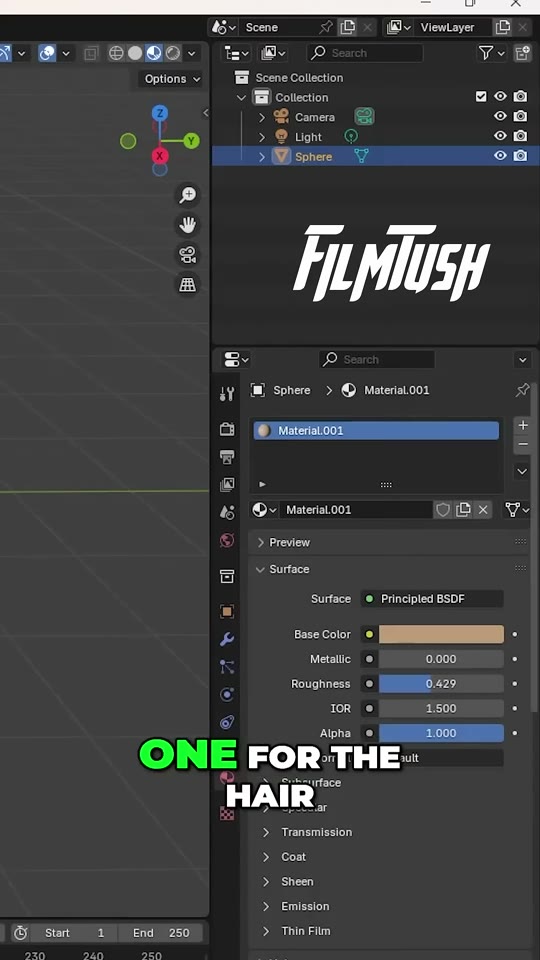 Scene
ViewLayer
Options
Search
Scene Collection
Collection
Camera
Light
Sphere
Z
Y
X
FILMTUSH
Search
Sphere > Material.001
Material.001
Material.001
Preview
Surface
Surface Principled BSDF
Base Color
Metallic 0.000
Roughness 0.429
IOR 1.500
Alpha 1.000
ONE FOR THE
HAIR
Subsurface
Transmission
Coat
Sheen
Emission
Thin Film
Start 1 End 250
230 240 250